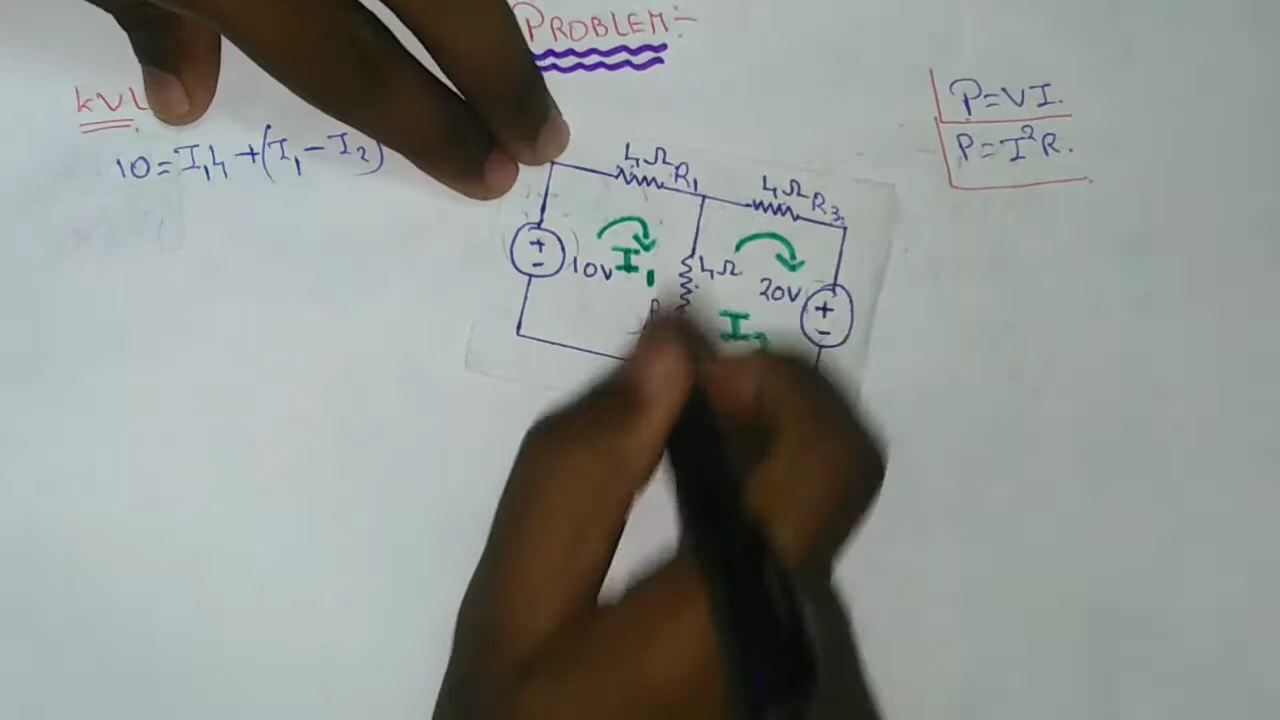 PROBLEM:-
KVL
10=I₁4+(I₁-I₂)
P=VI.
P=I²R.
4Ω R₁
4Ω R₃
10V
I₁
4Ω
20V
I₂